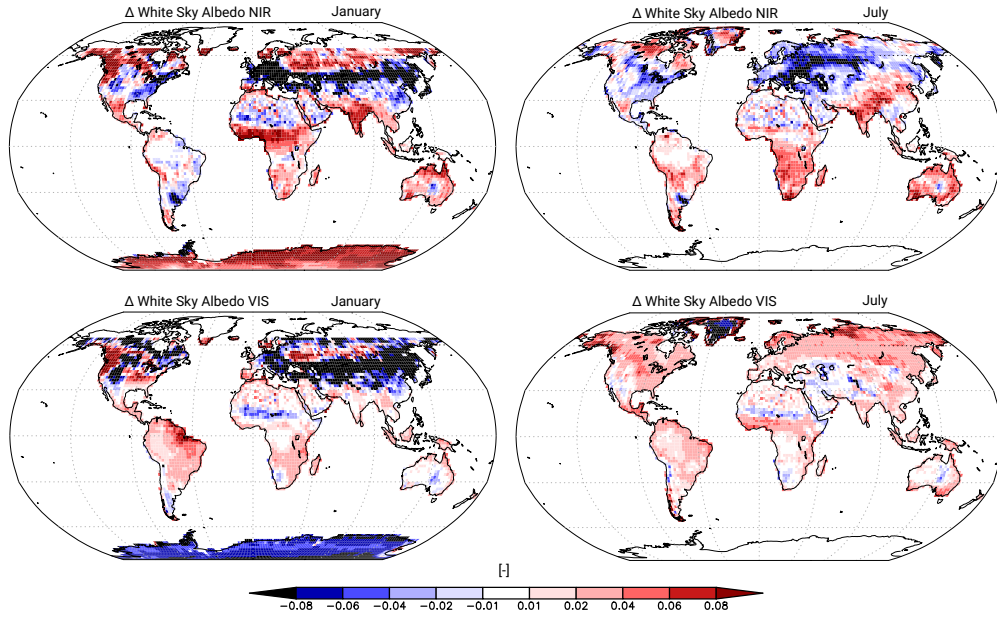 Δ White Sky Albedo NIR January
Δ White Sky Albedo NIR July
Δ White Sky Albedo VIS January
Δ White Sky Albedo VIS July
[-]
−0.08 −0.06 −0.04 −0.02 −0.01 0.01 0.02 0.04 0.06 0.08